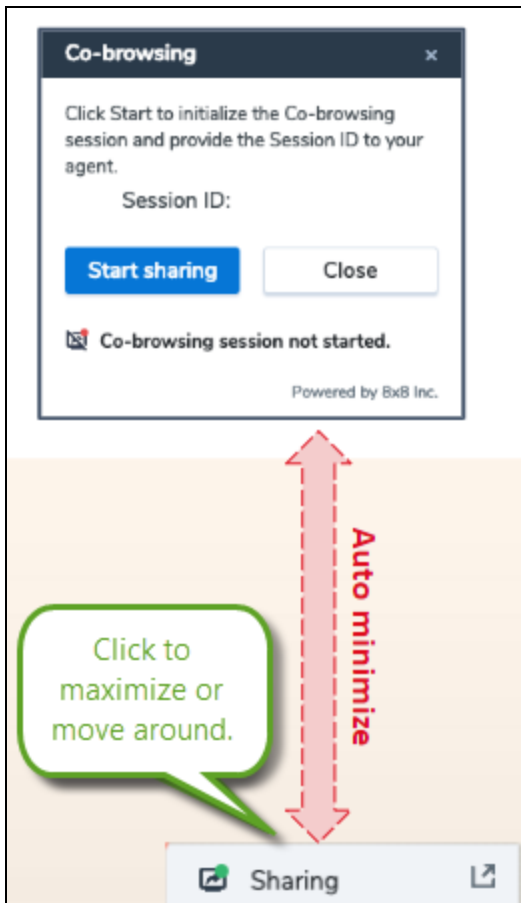 Co-browsing
Click Start to initialize the Co-browsing
session and provide the Session ID to your
agent.
Session ID:
Start sharing
Close
Co-browsing session not started.
Powered by 8x8 Inc.
Auto minimize
Click to
maximize or
move around.
Sharing